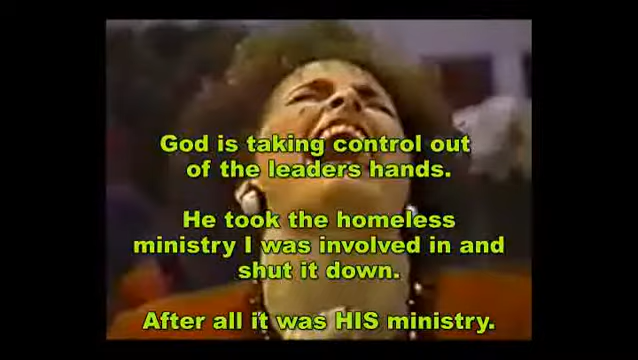 God is taking control out
of the leaders hands.
He took the homeless
ministry I was involved in and
shut it down.
After all it was HIS ministry.